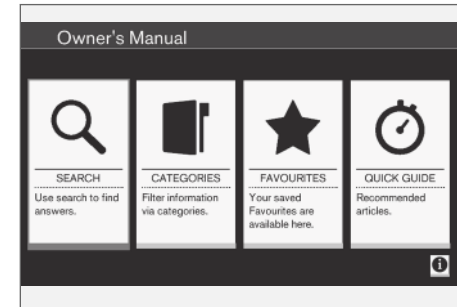 Owner's Manual
SEARCH
Use search to find
answers.
CATEGORIES
Filter information
via categories.
FAVOURITES
Your saved
Favourites are
available here.
QUICK GUIDE
Recommended
articles.